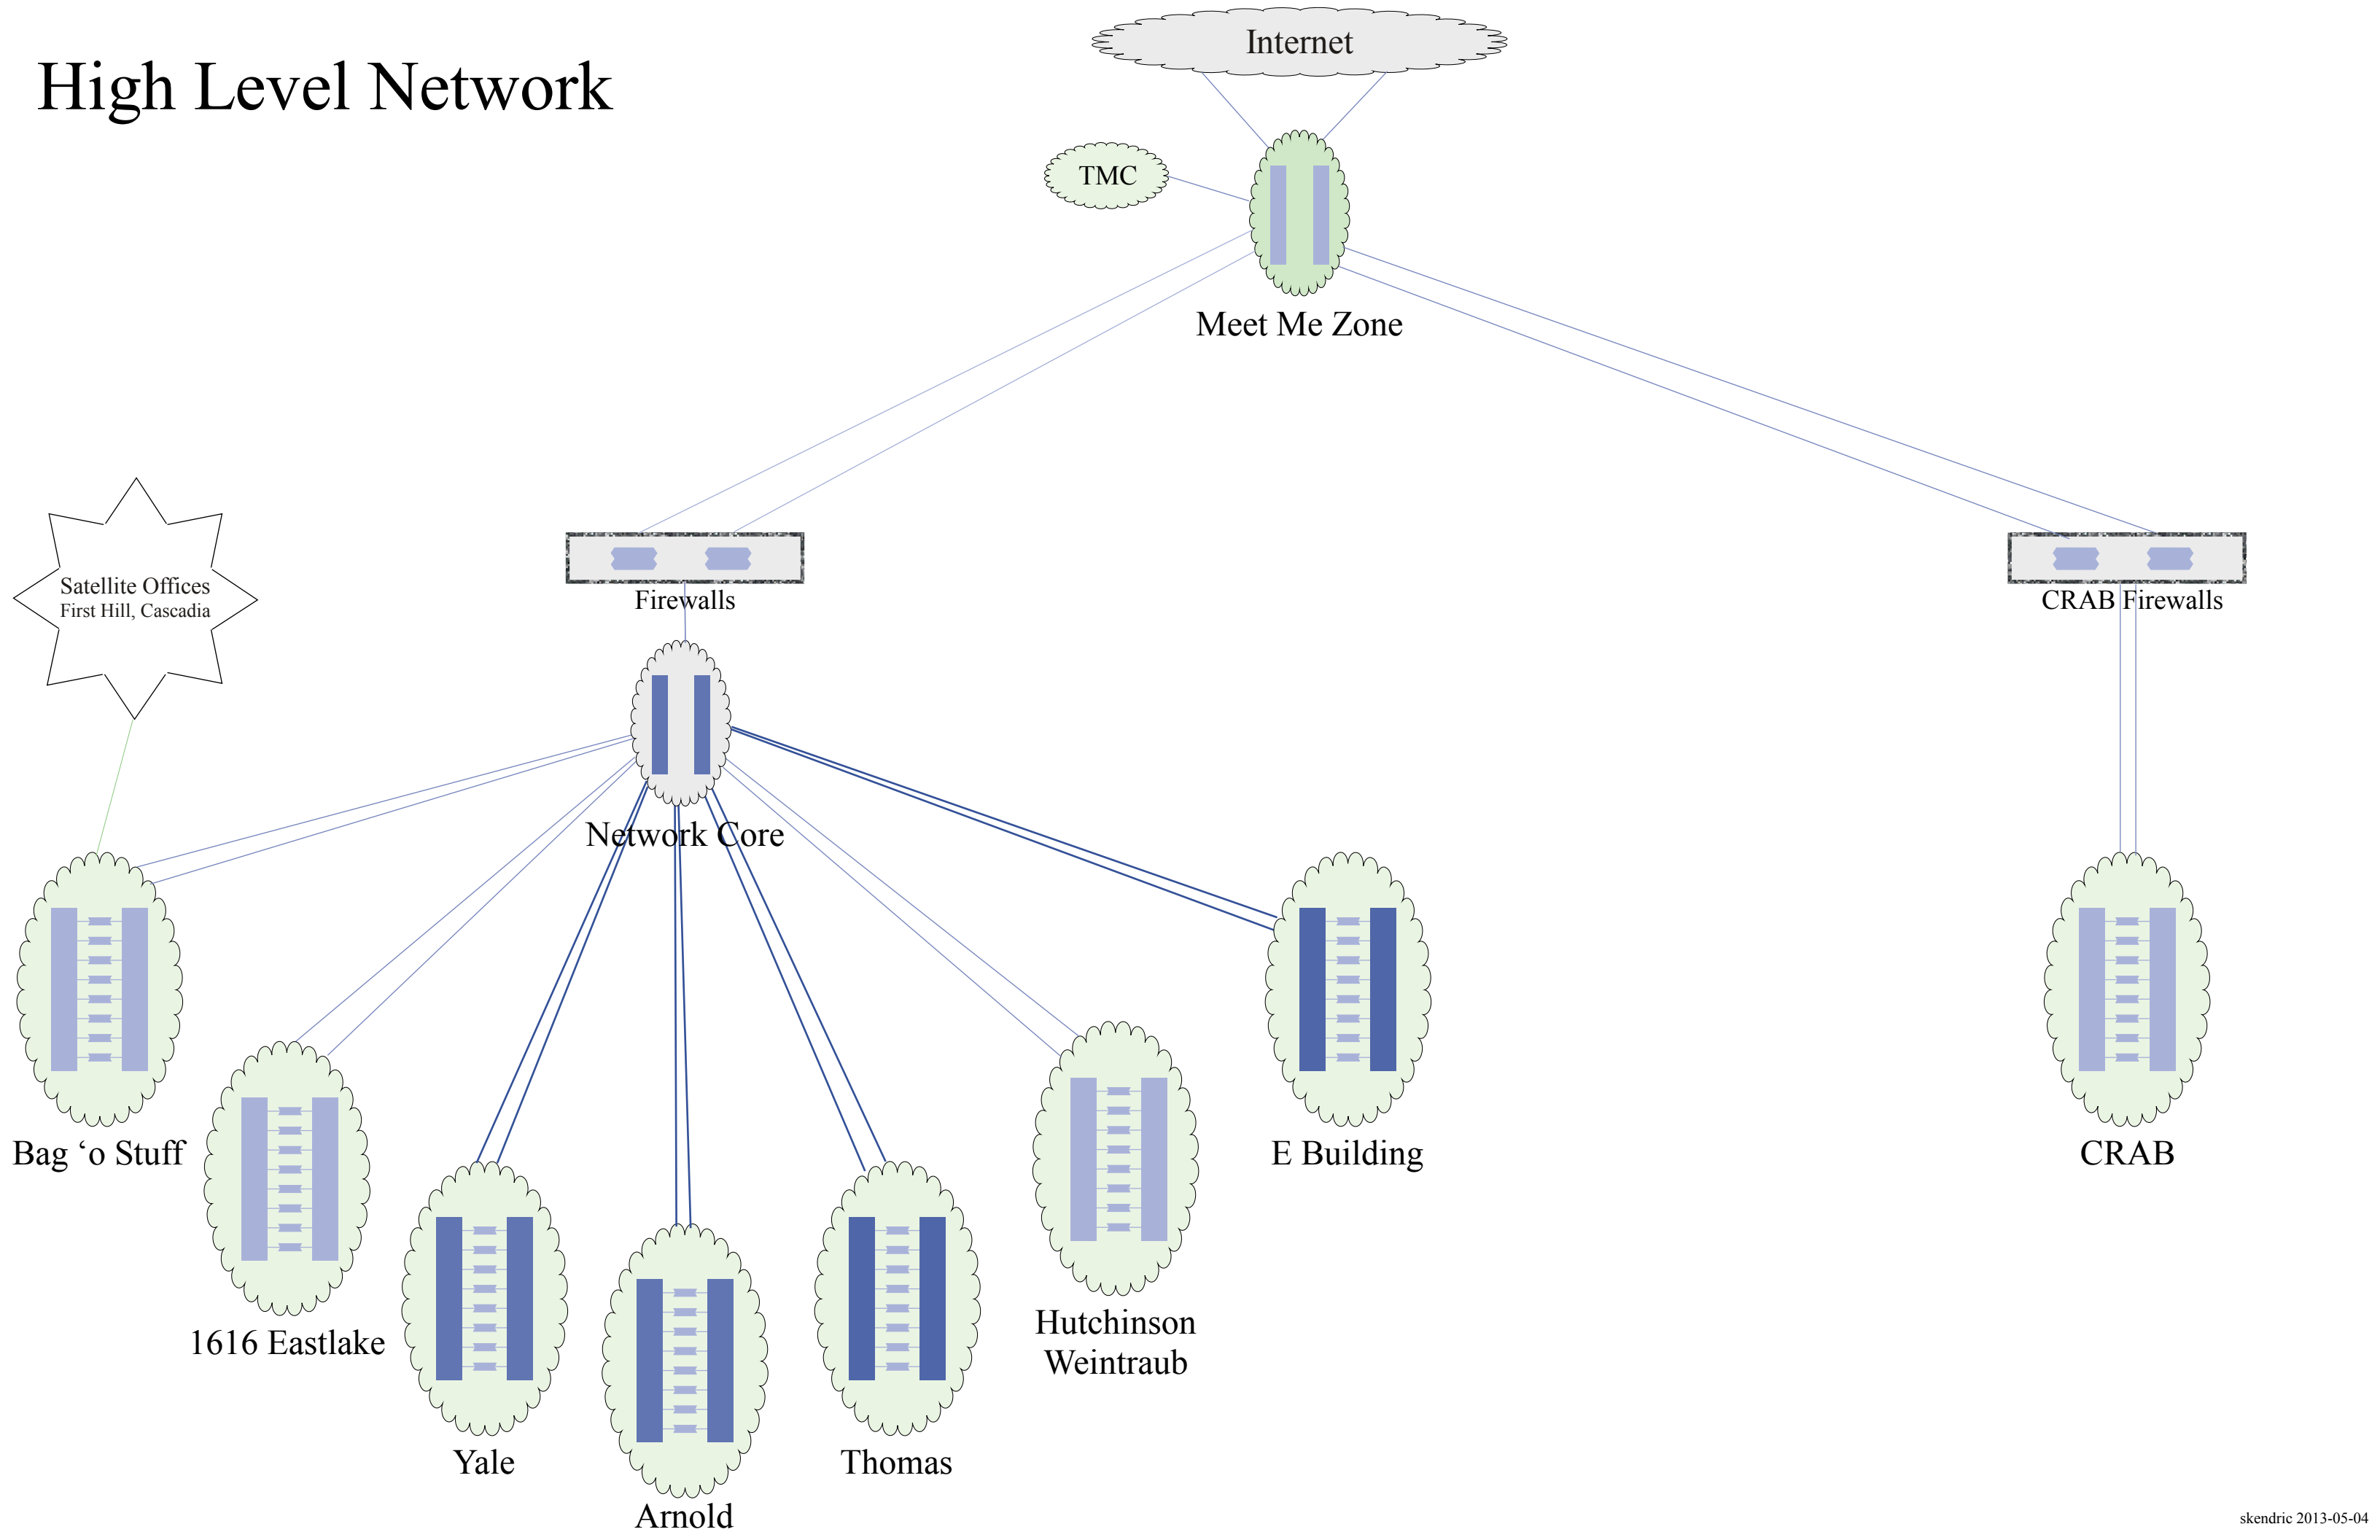 High Level Network
Internet
TMC
Meet Me Zone
Satellite Offices
First Hill, Cascadia
Firewalls
CRAB Firewalls
Network Core
Bag ‘o Stuff
1616 Eastlake
Yale
Arnold
Thomas
Hutchinson
Weintraub
E Building
CRAB
skendric 2013-05-04